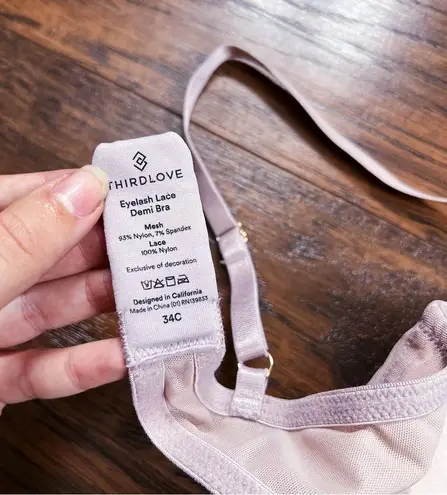 THIRDLOVE
Eyelash Lace
Demi Bra
Mesh
93% Nylon, 7% Spandex
Lace
100% Nylon
Exclusive of decoration
Designed in California
Made in China (01) RN139833
34C